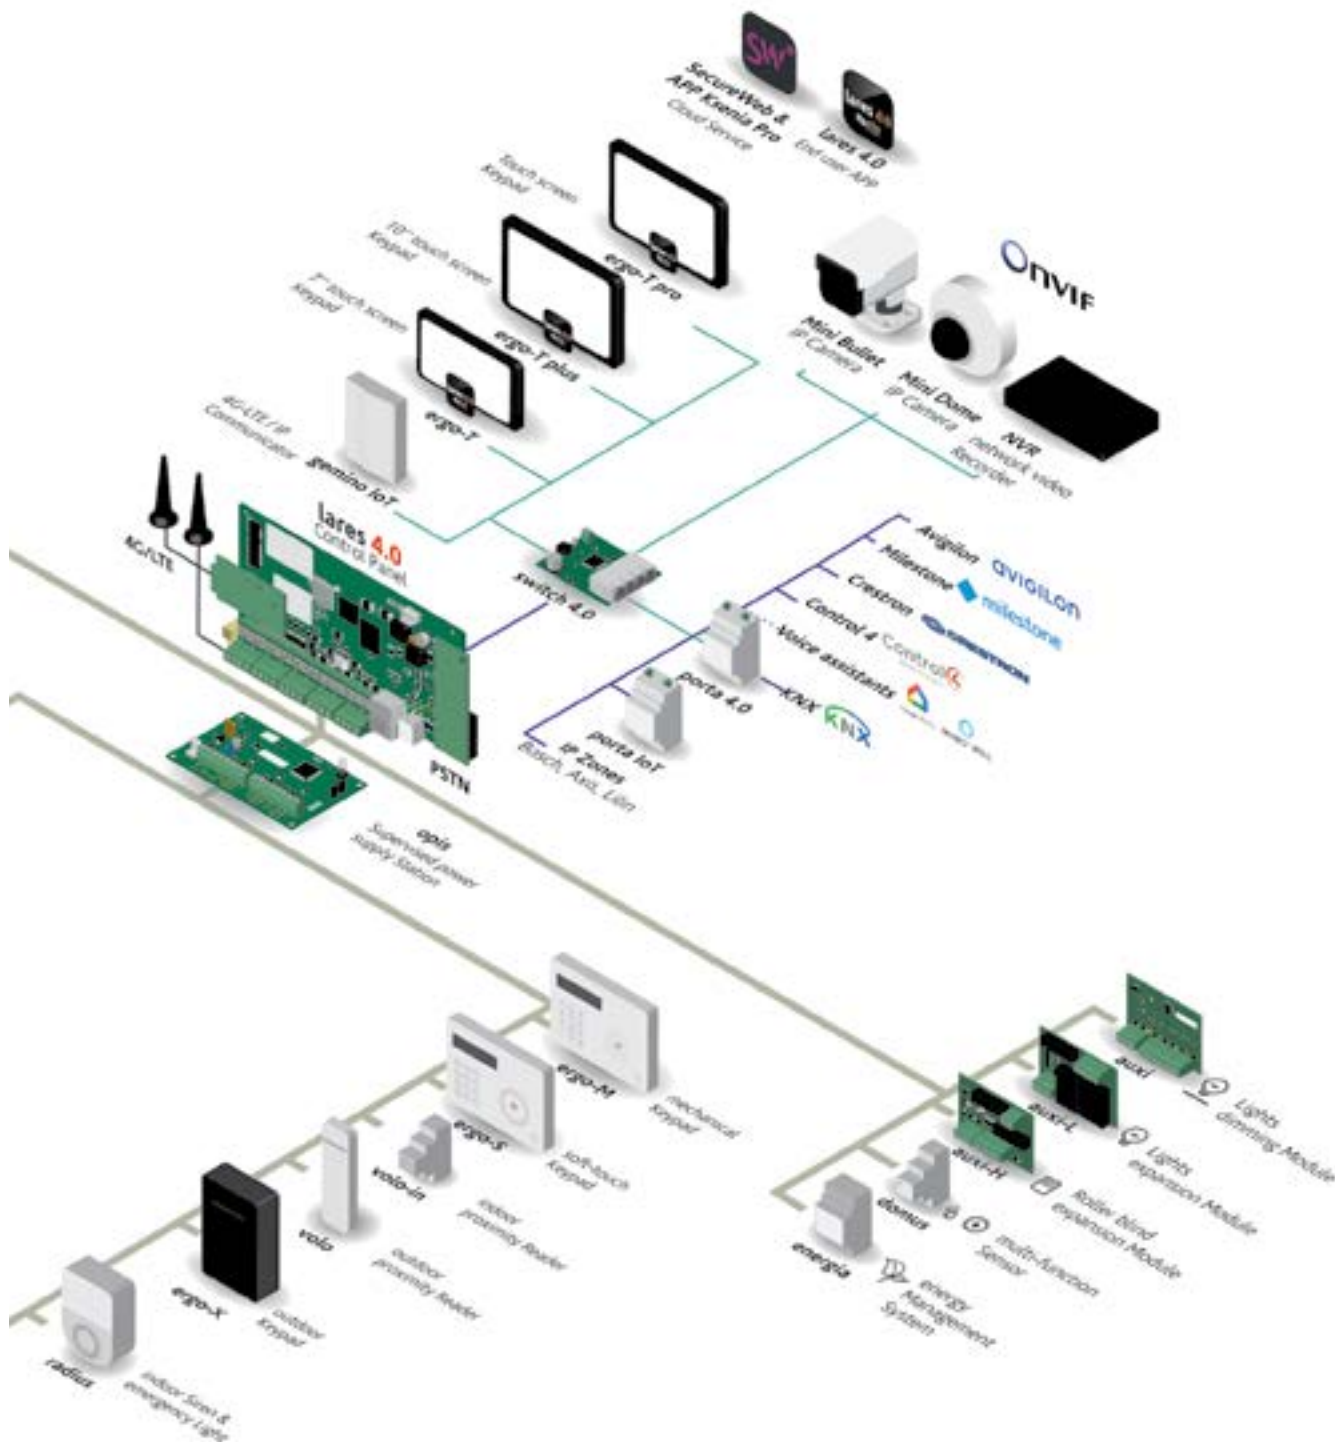 SW
SecureWeb &
APP Ksenia Pro
Cloud Service
lares 4.0
lares 4.0
End user APP
Touch screen
Keypad
ergo-T pro
10" touch screen
Keypad
ergo-T plus
7" touch screen
Keypad
ergo-T
4G-LTE / IP
Communicator
gemino IoT
Onvif
Mini Bullet
IP Camera
Mini Dome
IP Camera
NVR
network video
Recorder
4G/LTE
lares 4.0
Control Panel
PSTN
switch 4.0
Avigilon
aVIGILON
Milestone
milestone
Crestron
CRESTRON
Control 4
Control4
Voice assistants
KNX
KNX
porta 4.0
porta IoT
IP Zones
opis
Supervised power
supply Station
ergo-M
mechanical
Keypad
ergo-S
soft-touch
Keypad
volo-in
indoor
proximity Reader
volo
outdoor
proximity Reader
ergo-X
outdoor
Keypad
radius
indoor Siren &
emergency Light
auxi
Lights
dimming Module
auxi-L
Lights
expansion Module
auxi-H
Roller blind
expansion Module
domus
multi-function
Sensor
energia
energy
Management
System